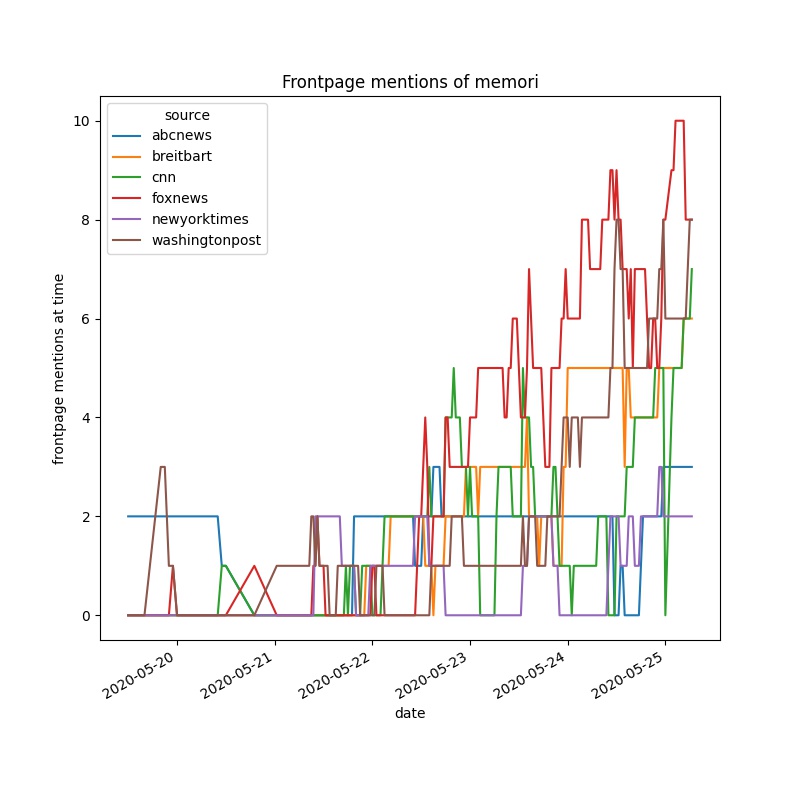 Frontpage mentions of memori
source
abcnews
breitbart
cnn
foxnews
newyorktimes
washingtonpost
frontpage mentions at time
10
8
6
4
2
0
2020-05-20
2020-05-21
2020-05-22
2020-05-23
2020-05-24
2020-05-25
date